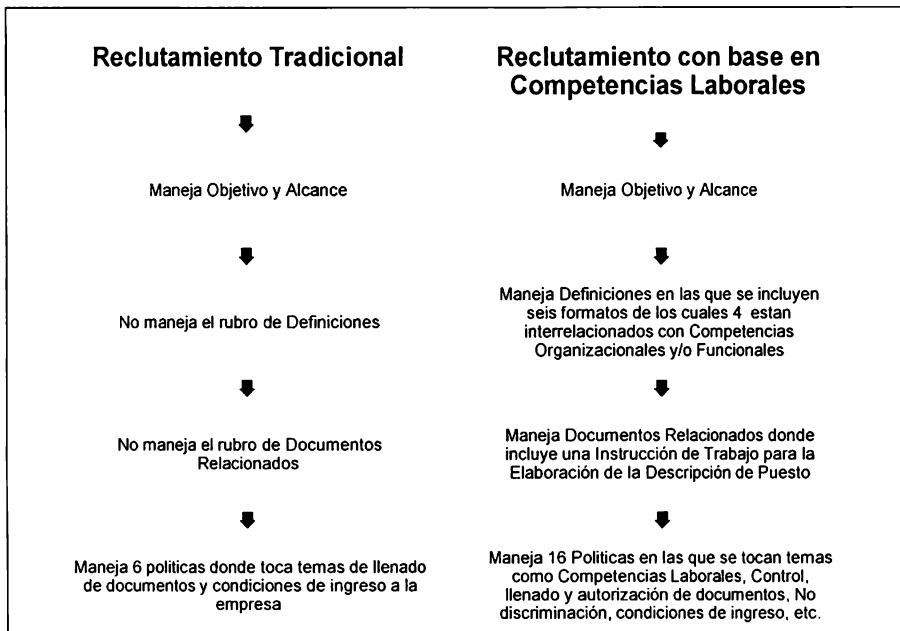 Reclutamiento Tradicional
Maneja Objetivo y Alcance
No maneja el rubro de Definiciones
No maneja el rubro de Documentos
Relacionados
Maneja 6 politicas donde toca temas de llenado
de documentos y condiciones de ingreso a la
empresa
Reclutamiento con base en
Competencias Laborales
Maneja Objetivo y Alcance
Maneja Definiciones en las que se incluyen
seis formatos de los cuales 4 estan
interrelacionados con Competencias
Organizacionales y/o Funcionales
Maneja Documentos Relacionados donde
incluye una Instrucción de Trabajo para la
Elaboración de la Descripción de Puesto
Maneja 16 Politicas en las que se tocan temas
como Competencias Laborales, Control,
llenado y autorización de documentos, No
discriminación, condiciones de ingreso, etc.